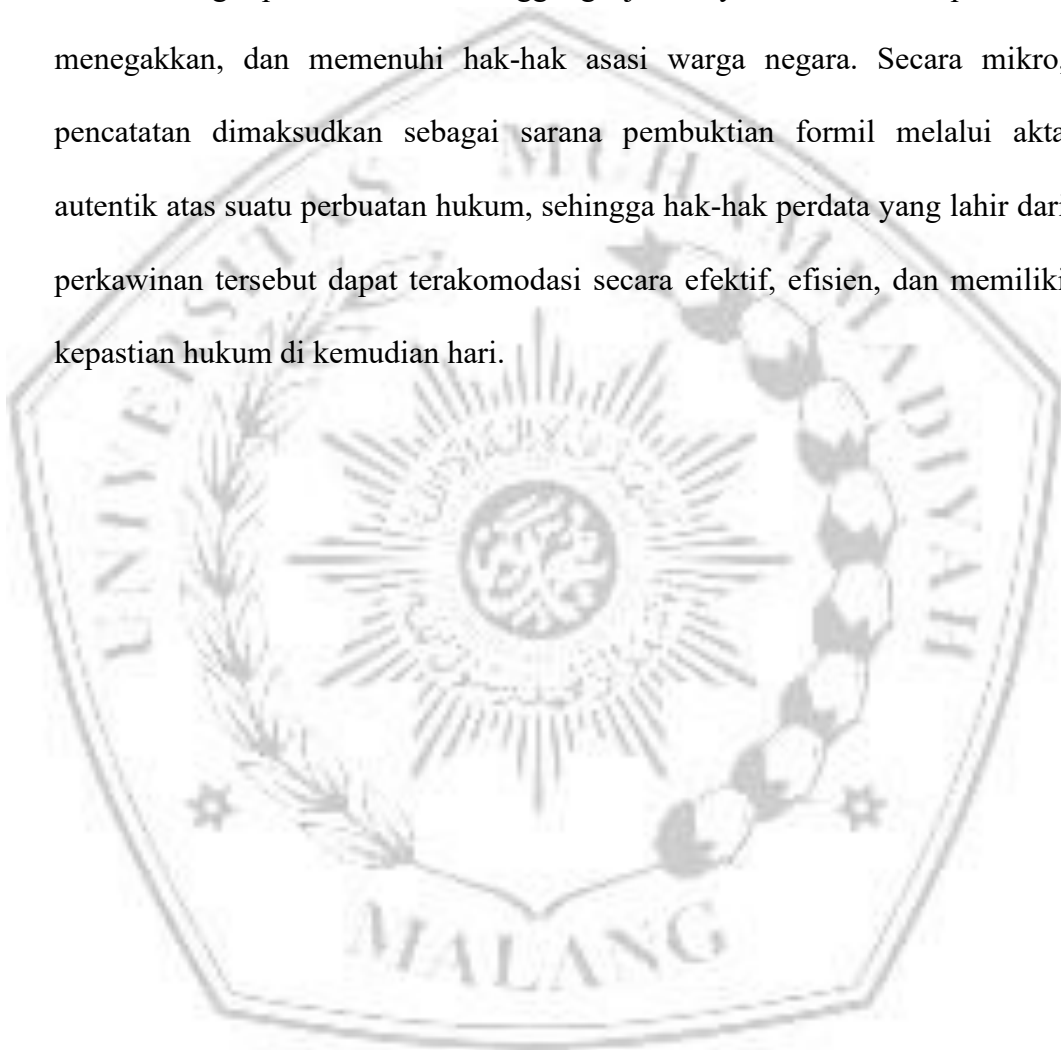 menegakkan, dan memenuhi hak-hak asasi warga negara. Secara mikro,
pencatatan dimaksudkan sebagai sarana pembuktian formil melalui akta
autentik atas suatu perbuatan hukum, sehingga hak-hak perdata yang lahir dari
perkawinan tersebut dapat terakomodasi secara efektif, efisien, dan memiliki
kepastian hukum di kemudian hari.
UNIVERSITAS MUHAMMADIYAH
MALANG